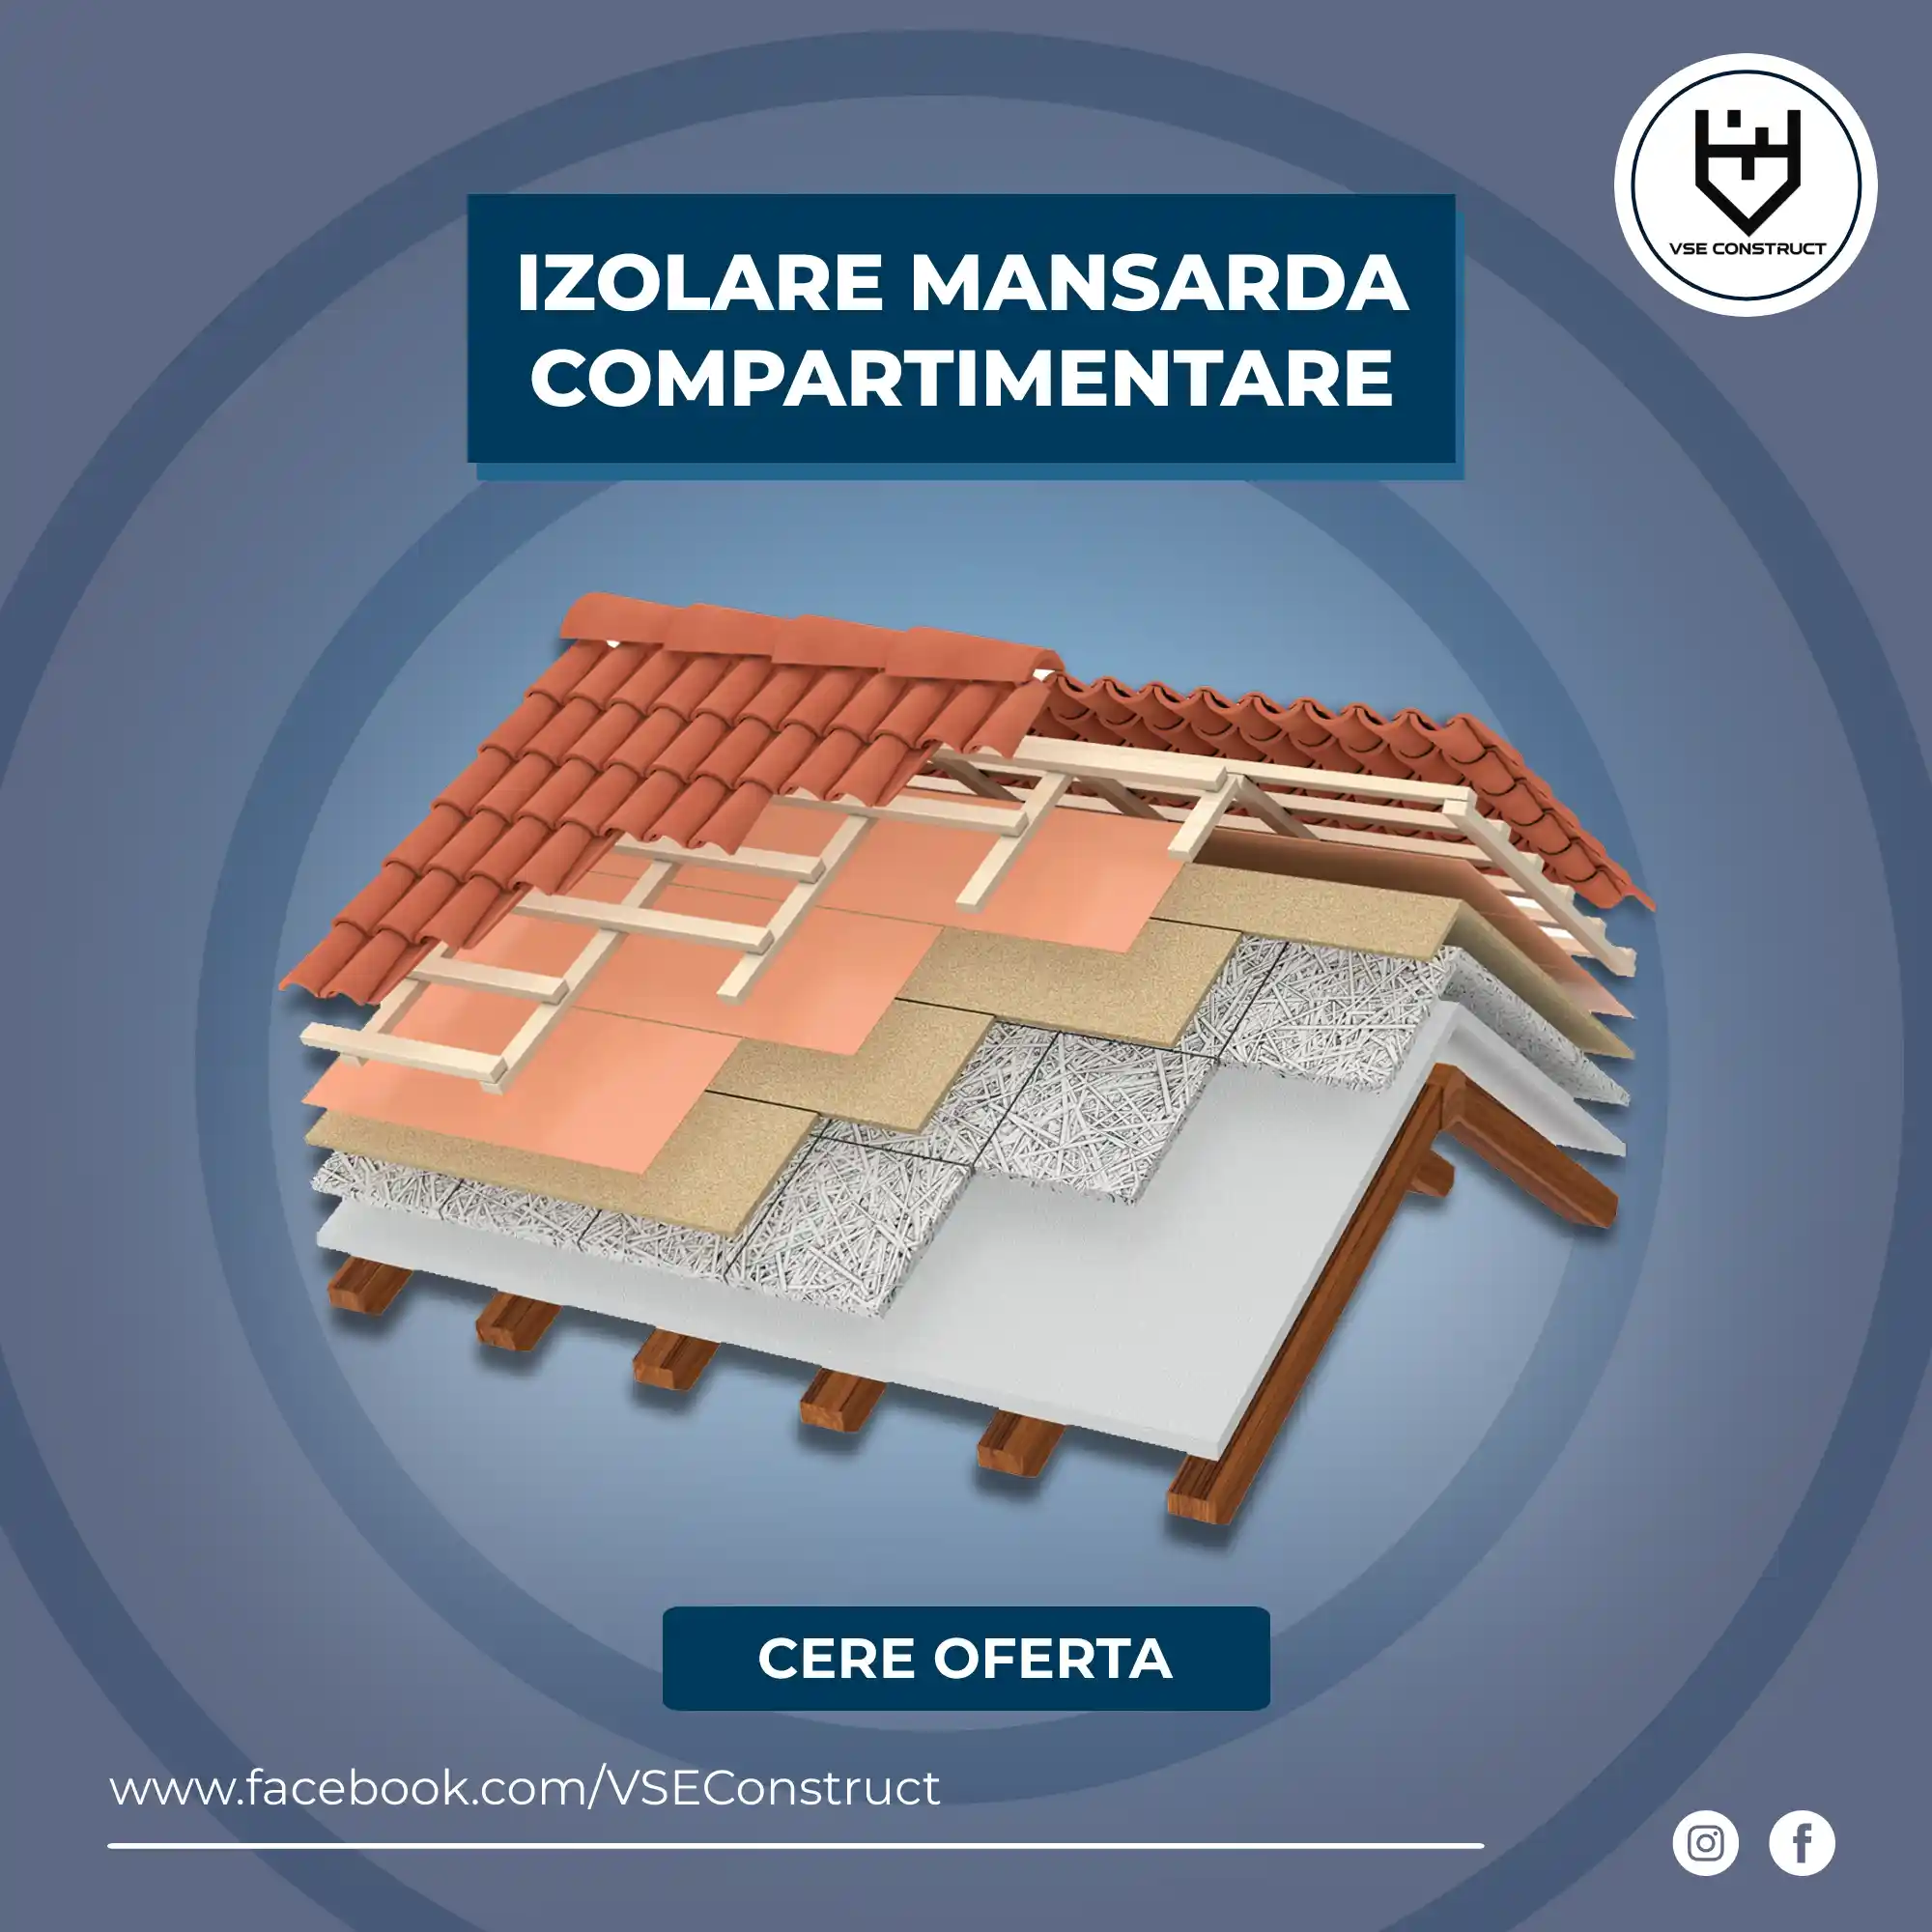 VSE CONSTRUCT
IZOLARE MANSARDA
COMPARTIMENTARE
CERE OFERTA
www.facebook.com/VSEConstruct